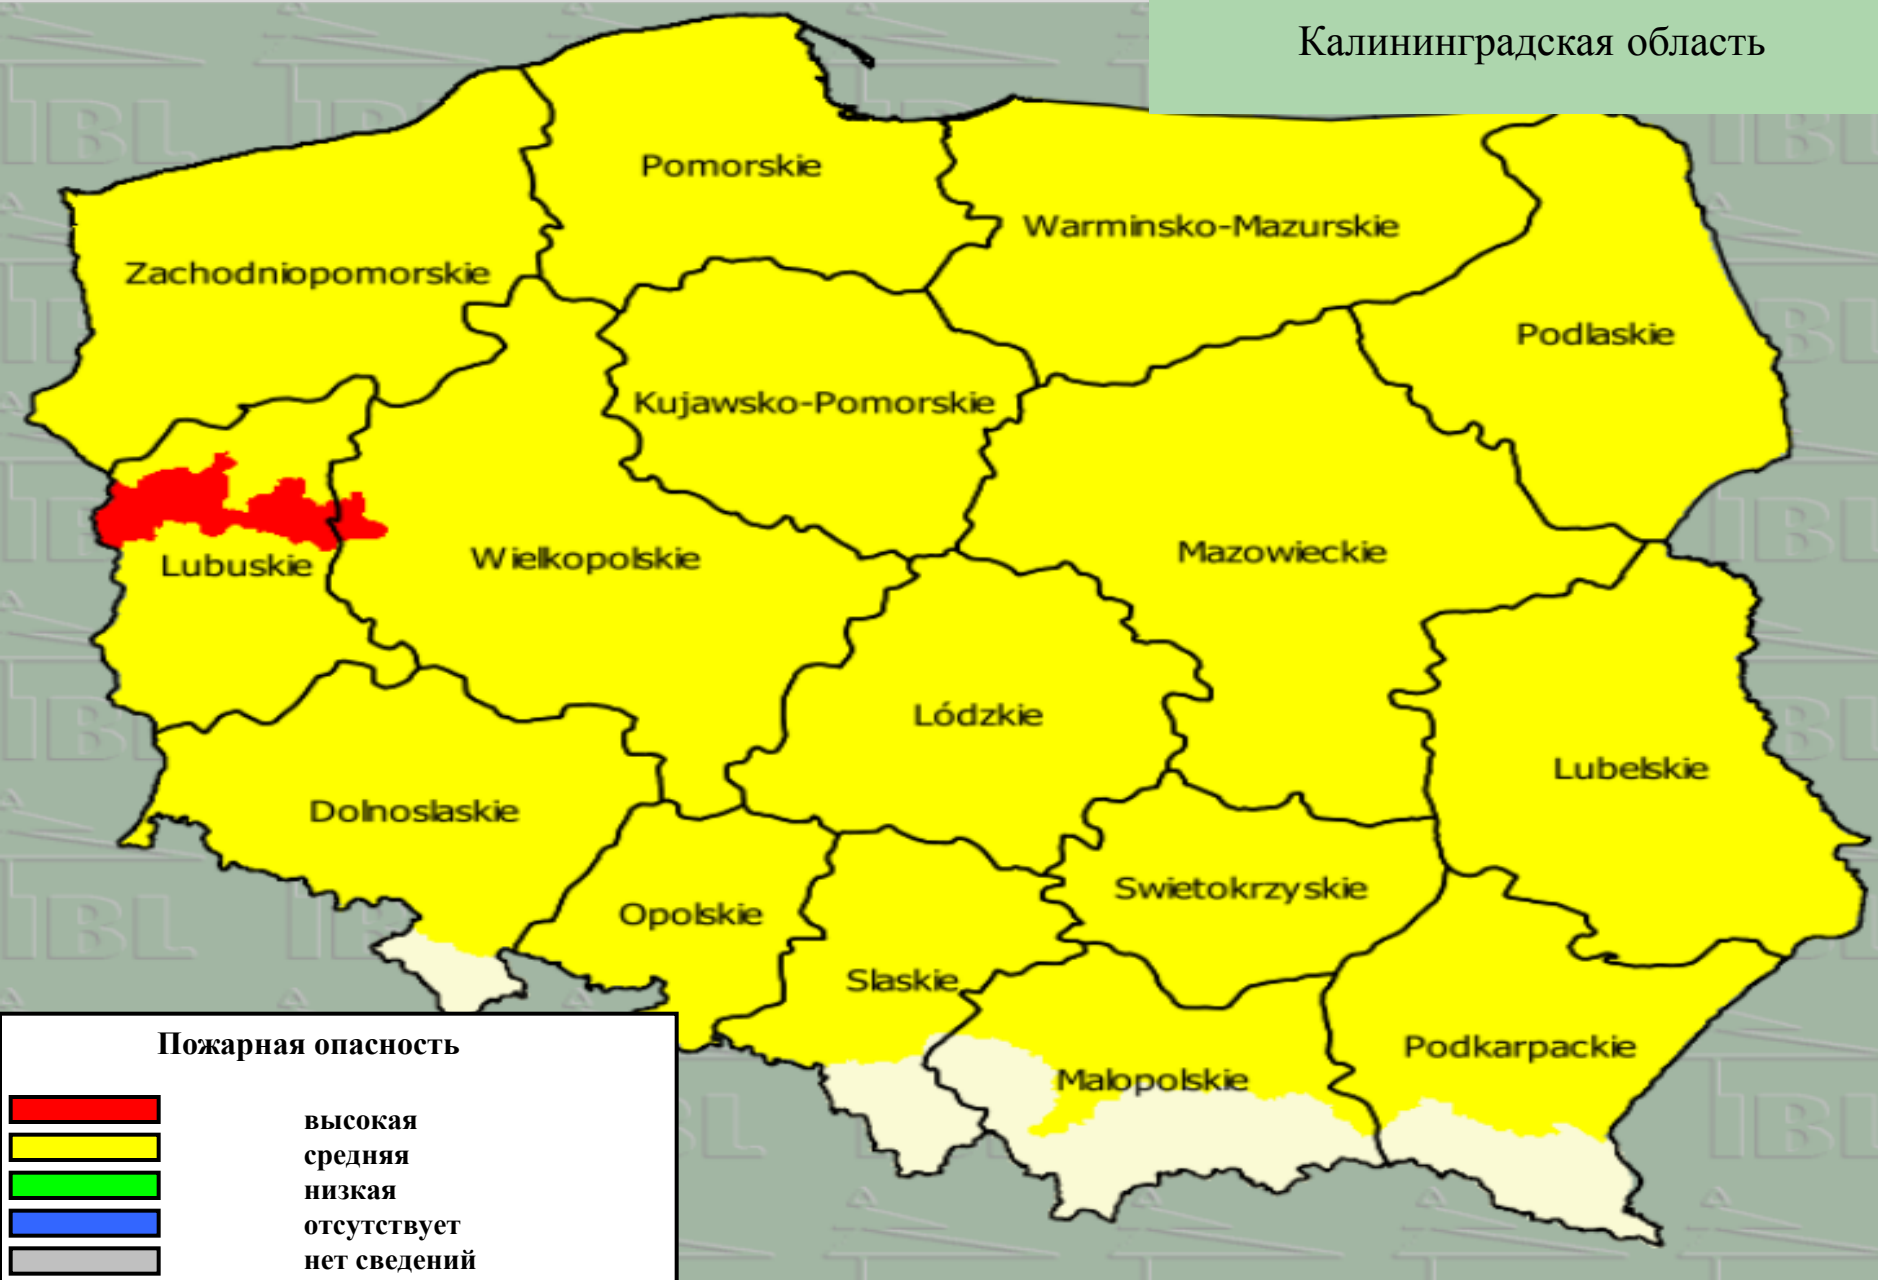 Калининградская область
Pomorskie
Warminsko-Mazurskie
Zachodniopomorskie
Podlaskie
Kujawsko-Pomorskie
Mazowieckie
Wielkopolskie
Lubuskie
Lódzkie
Lubelskie
Dolnoslaskie
Swietokrzyskie
Opolskie
Slaskie
Podkarpackie
Malopolskie
Пожарная опасность
высокая
средняя
низкая
отсутствует
нет сведений
IBL